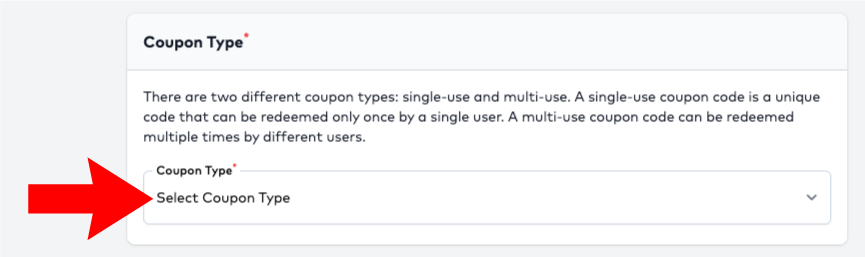 Coupon Type*
There are two different coupon types: single-use and multi-use. A single-use coupon code is a unique
code that can be redeemed only once by a single user. A multi-use coupon code can be redeemed
multiple times by different users.
Coupon Type*
Select Coupon Type